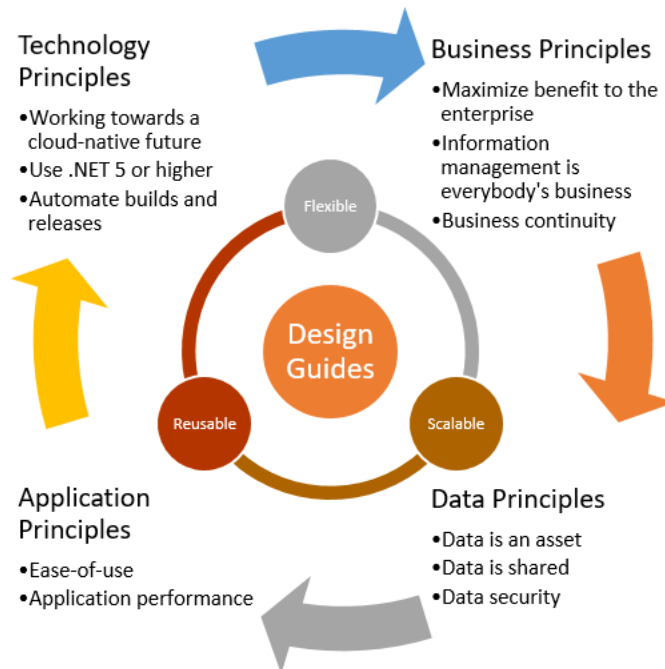 Technology
Principles
•Working towards a
cloud-native future
•Use .NET 5 or higher
•Automate builds and
releases
Business Principles
•Maximize benefit to the
enterprise
•Information
management is
everybody's business
•Business continuity
Flexible
Design
Guides
Reusable
Scalable
Application
Principles
•Ease-of-use
•Application performance
Data Principles
•Data is an asset
•Data is shared
•Data security